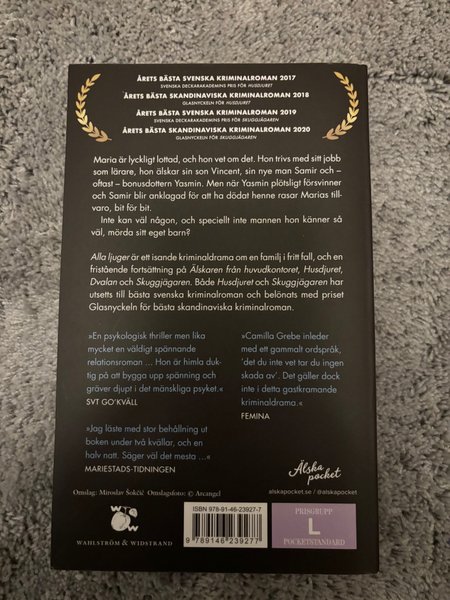 ÅRETS BÄSTA SVENSKA KRIMINALROMAN 2017
SVENSKA DECKARAKADEMINS PRIS FÖR HUSDJURET
ÅRETS BÄSTA SKANDINAVISKA KRIMINALROMAN 2018
GLASNYCKELN FÖR HUSDJURET
ÅRETS BÄSTA SVENSKA KRIMINALROMAN 2019
SVENSKA DECKARAKADEMINS PRIS FÖR SKUGGJÄGAREN
ÅRETS BÄSTA SKANDINAVISKA KRIMINALROMAN 2020
GLASNYCKELN FÖR SKUGGJÄGAREN
Maria är lyckligt lottad, och hon vet om det. Hon trivs med sitt jobb
som lärare, hon älskar sin son Vincent, sin nye man Samir och –
oftast – bonusdottern Yasmin. Men när Yasmin plötsligt försvinner
och Samir blir anklagad för att ha dödat henne rasar Marias till-
varo, bit för bit.
Inte kan väl någon, och speciellt inte mannen hon känner så
väl, mörda sitt eget barn?
Alla ljuger är ett isande kriminaldrama om en familj i fritt fall, och en
fristående fortsättning på Älskaren från huvudkontoret, Husdjuret,
Dvalan och Skuggjägaren. Både Husdjuret och Skuggjägaren har
utsetts till bästa svenska kriminalroman och belönats med priset
Glasnyckeln för bästa skandinaviska kriminalroman.
»En psykologisk thriller men lika
mycket en väldigt spännande
relationsroman ... Hon är himla duk-
tig på att bygga upp spänning och
gräver djupt i det mänskliga psyket.«
SVT GO'KVÄLL
»Camilla Grebe inleder
med ett gammalt ordspråk,
'det du inte vet tar du ingen
skada av'. Det gäller dock
inte i detta gastkramande
kriminaldrama.«
FEMINA
»Jag läste med stor behållning ut
boken under två kvällar, och en
halv natt. Säger väl det mesta ...«
MARIESTADS-TIDNINGEN
Älska
pocket
älskapocket.se / @alskapocket
Omslag: Miroslav Šokčić Omslagsfoto: © Arcangel
W&W
WAHLSTRÖM & WIDSTRAND
ISBN 978-91-46-23927-7
9 789146 239277
PRISGRUPP
L
POCKETSTANDARD